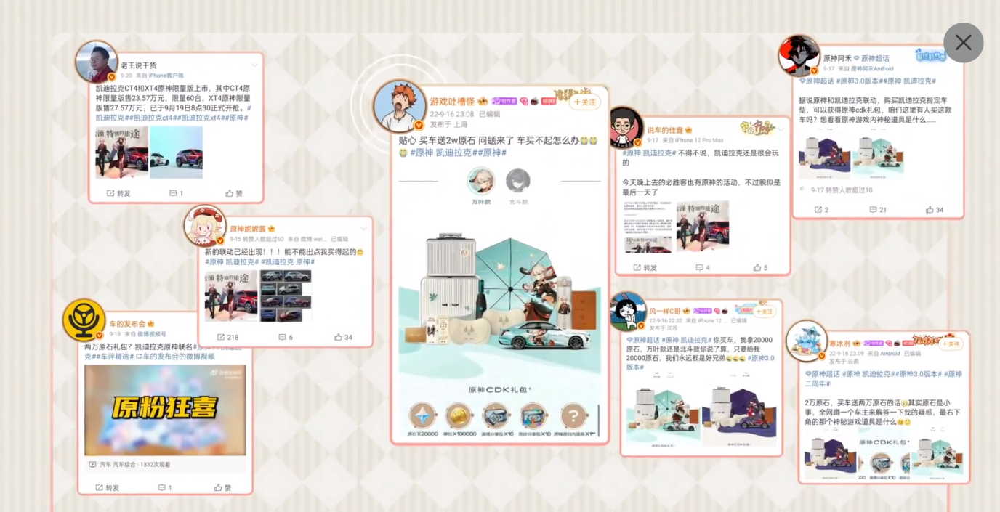 老王说干货
9-20 来自 iPhone客户端
凯迪拉克CT4和XT4原神限量版上市，其中CT4原
神限量版售23.57万元，限量60台，XT4原神限量
版售27.57万元，已于9月19日8点30正式开抢。#
凯迪拉克##凯迪拉克ct4##凯迪拉克xt4##原神#
特别的旅途
转发
1
赞
原神妮妮酱
9-15 转赞人数超过60 来自 微博 wei... 已编辑
新的联动已经出现！！！能不能出点我买得起的
#原神 凯迪拉克# #凯迪拉克 原神#
特别的旅途
218
6
34
车的发布会
9-19 来自 微博视频号
两万原石礼包？凯迪拉克原神联名
克##车评精选# 车的发布会的微博视频
原粉狂喜
汽车 汽车综合 · 1332次观看
转发
1
赞
游戏吐槽怪
22-9-16 23:08 已编辑
发布于 上海
+关注
贴心 买车送2w原石 问题来了 车买不起怎么办
#原神 凯迪拉克##原神#
万叶款
北斗款
原神CDK礼包*
原石X20000
说车的佳鑫
9-17 来自 iPhone 12 Pro Max
#原神 凯迪拉克# 不得不说，凯迪拉克还是很会玩
的
今天晚上去的必胜客也有原神的活动，不过貌似是
最后一天了
特别的旅途
转发
4
5
原神阿禾 原神超话
9-17 来自 原神阿禾Android
原神超话 #原神3.0版本##原神 凯迪拉克#
据说原神和凯迪拉克联动，购买凯迪拉克指定车
型，可以获得原神cdk礼包，咱们这里有人买这款
车吗？想看看原神游戏内神秘道具是什么......
9-17 转赞人数超过10
2
21
34
风一样C哥
+关注
22-9-16 22:32 来自 iPhone 12 ... 已编辑
发布于 江苏
原神超话 #原神 凯迪拉克# 你买车，我拿20000
原石，万叶款还是北斗款你说了算，只要给我
20000原石，我们永远都是好兄弟 #原神3.0
版本#
寒冰冽
+关注
22-9-16 23:09 来自 Android 已编辑
发布于 云南
原神超话 #原神 凯迪拉克##原神3.0版本# #原神
二周年#
2万原石，买车送两万原石的话 其实原石是小
事，全网蹲一个车主来解答一下我的疑惑，最右下
角的那个神秘游戏道具是什么
原神CDK礼包*